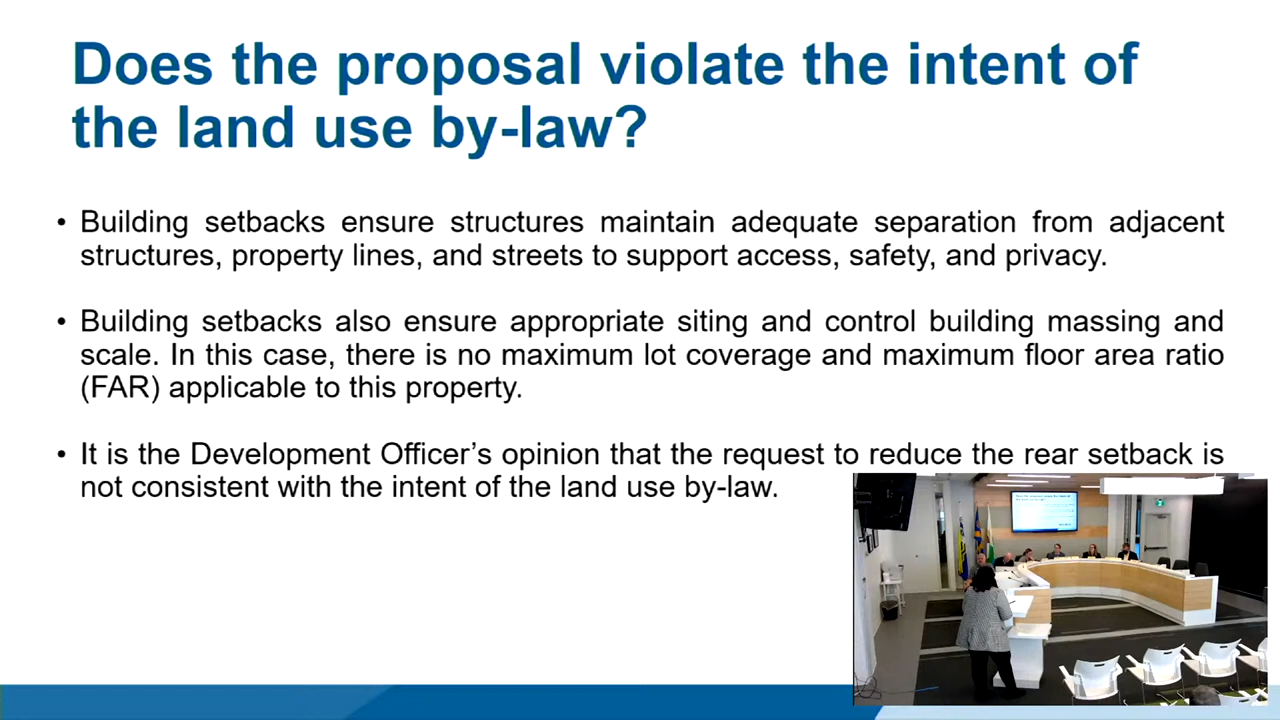 Does the proposal violate the intent of
the land use by-law?
• Building setbacks ensure structures maintain adequate separation from adjacent
structures, property lines, and streets to support access, safety, and privacy.
• Building setbacks also ensure appropriate siting and control building massing and
scale. In this case, there is no maximum lot coverage and maximum floor area ratio
(FAR) applicable to this property.
• It is the Development Officer’s opinion that the request to reduce the rear setback is
not consistent with the intent of the land use by-law.